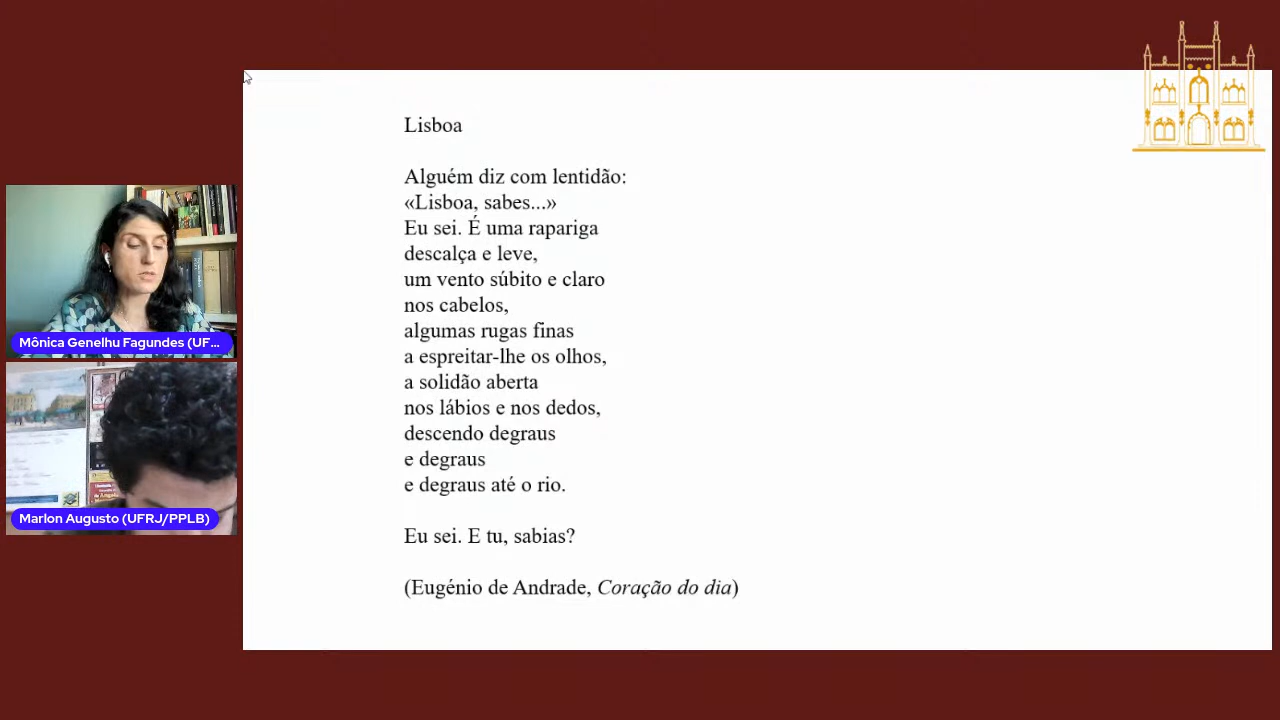 Lisboa
Alguém diz com lentidão:
«Lisboa, sabes...»
Eu sei. É uma rapariga
descalça e leve,
um vento súbito e claro
nos cabelos,
algumas rugas finas
a espreitar-lhe os olhos,
a solidão aberta
nos lábios e nos dedos,
descendo degraus
e degraus
e degraus até o rio.
Eu sei. E tu, sabias?
(Eugénio de Andrade, Coração do dia)
Mônica Genelhu Fagundes (UF...
Marlon Augusto (UFRJ/PPLB)